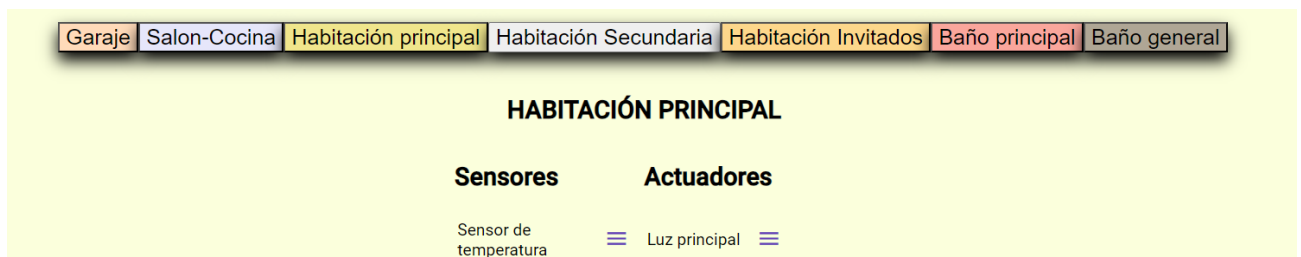 Garaje Salon-Cocina Habitación principal Habitación Secundaria Habitación Invitados Baño principal Baño general
HABITACIÓN PRINCIPAL
Sensores Actuadores
Sensor de
temperatura Luz principal